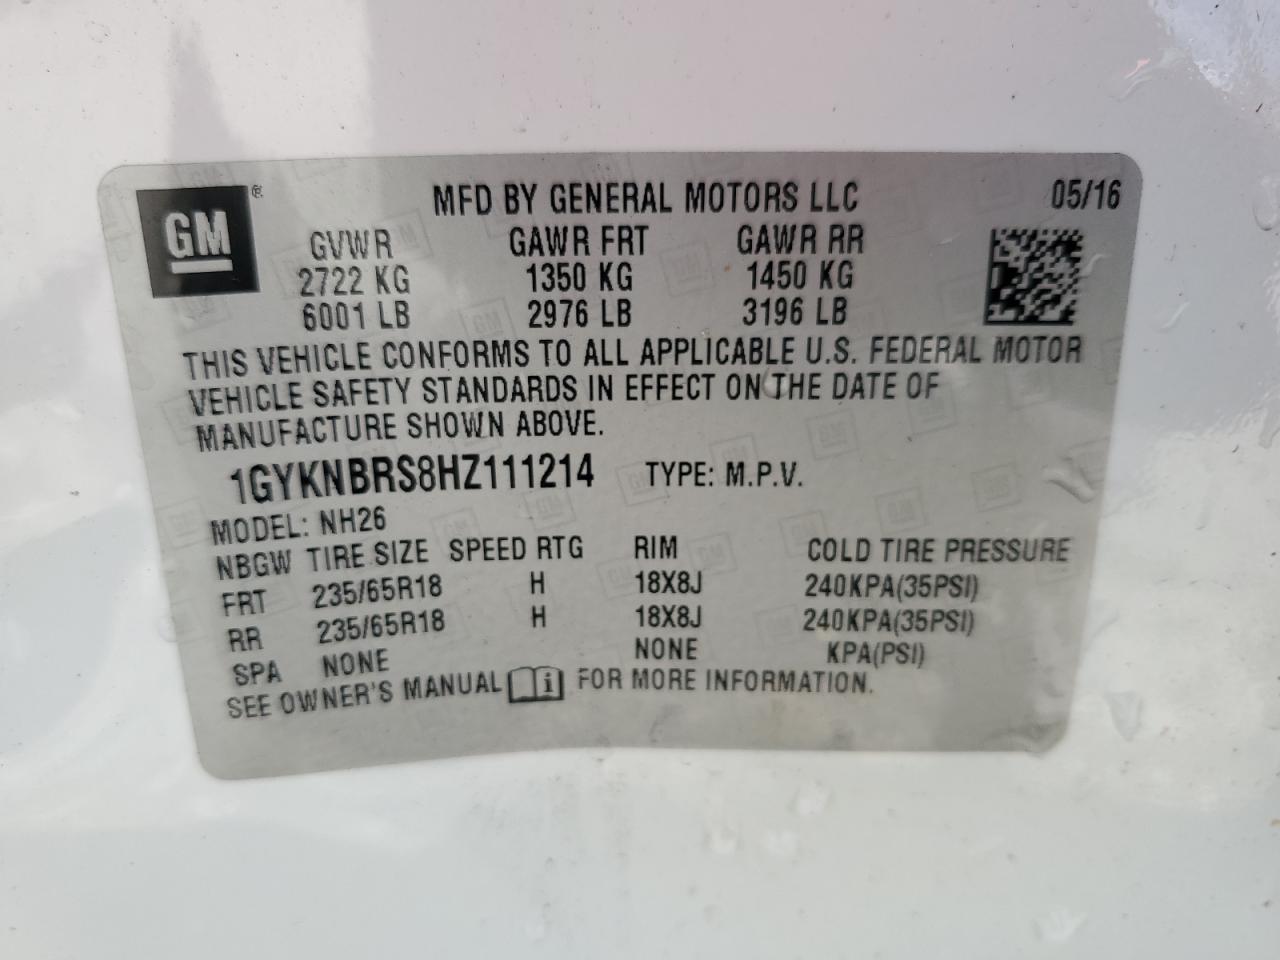 GM ®
MFD BY GENERAL MOTORS LLC 05/16
GVWR GAWR FRT GAWR RR
2722 KG 1350 KG 1450 KG
6001 LB 2976 LB 3196 LB
THIS VEHICLE CONFORMS TO ALL APPLICABLE U.S. FEDERAL MOTOR
VEHICLE SAFETY STANDARDS IN EFFECT ON THE DATE OF
MANUFACTURE SHOWN ABOVE.
1GYKNBRS8HZ111214 TYPE: M.P.V.
MODEL: NH26
NBGW TIRE SIZE SPEED RTG RIM COLD TIRE PRESSURE
FRT 235/65R18 H 18X8J 240KPA(35PSI)
RR 235/65R18 H 18X8J 240KPA(35PSI)
SPA NONE NONE KPA(PSI)
SEE OWNER'S MANUAL i FOR MORE INFORMATION.